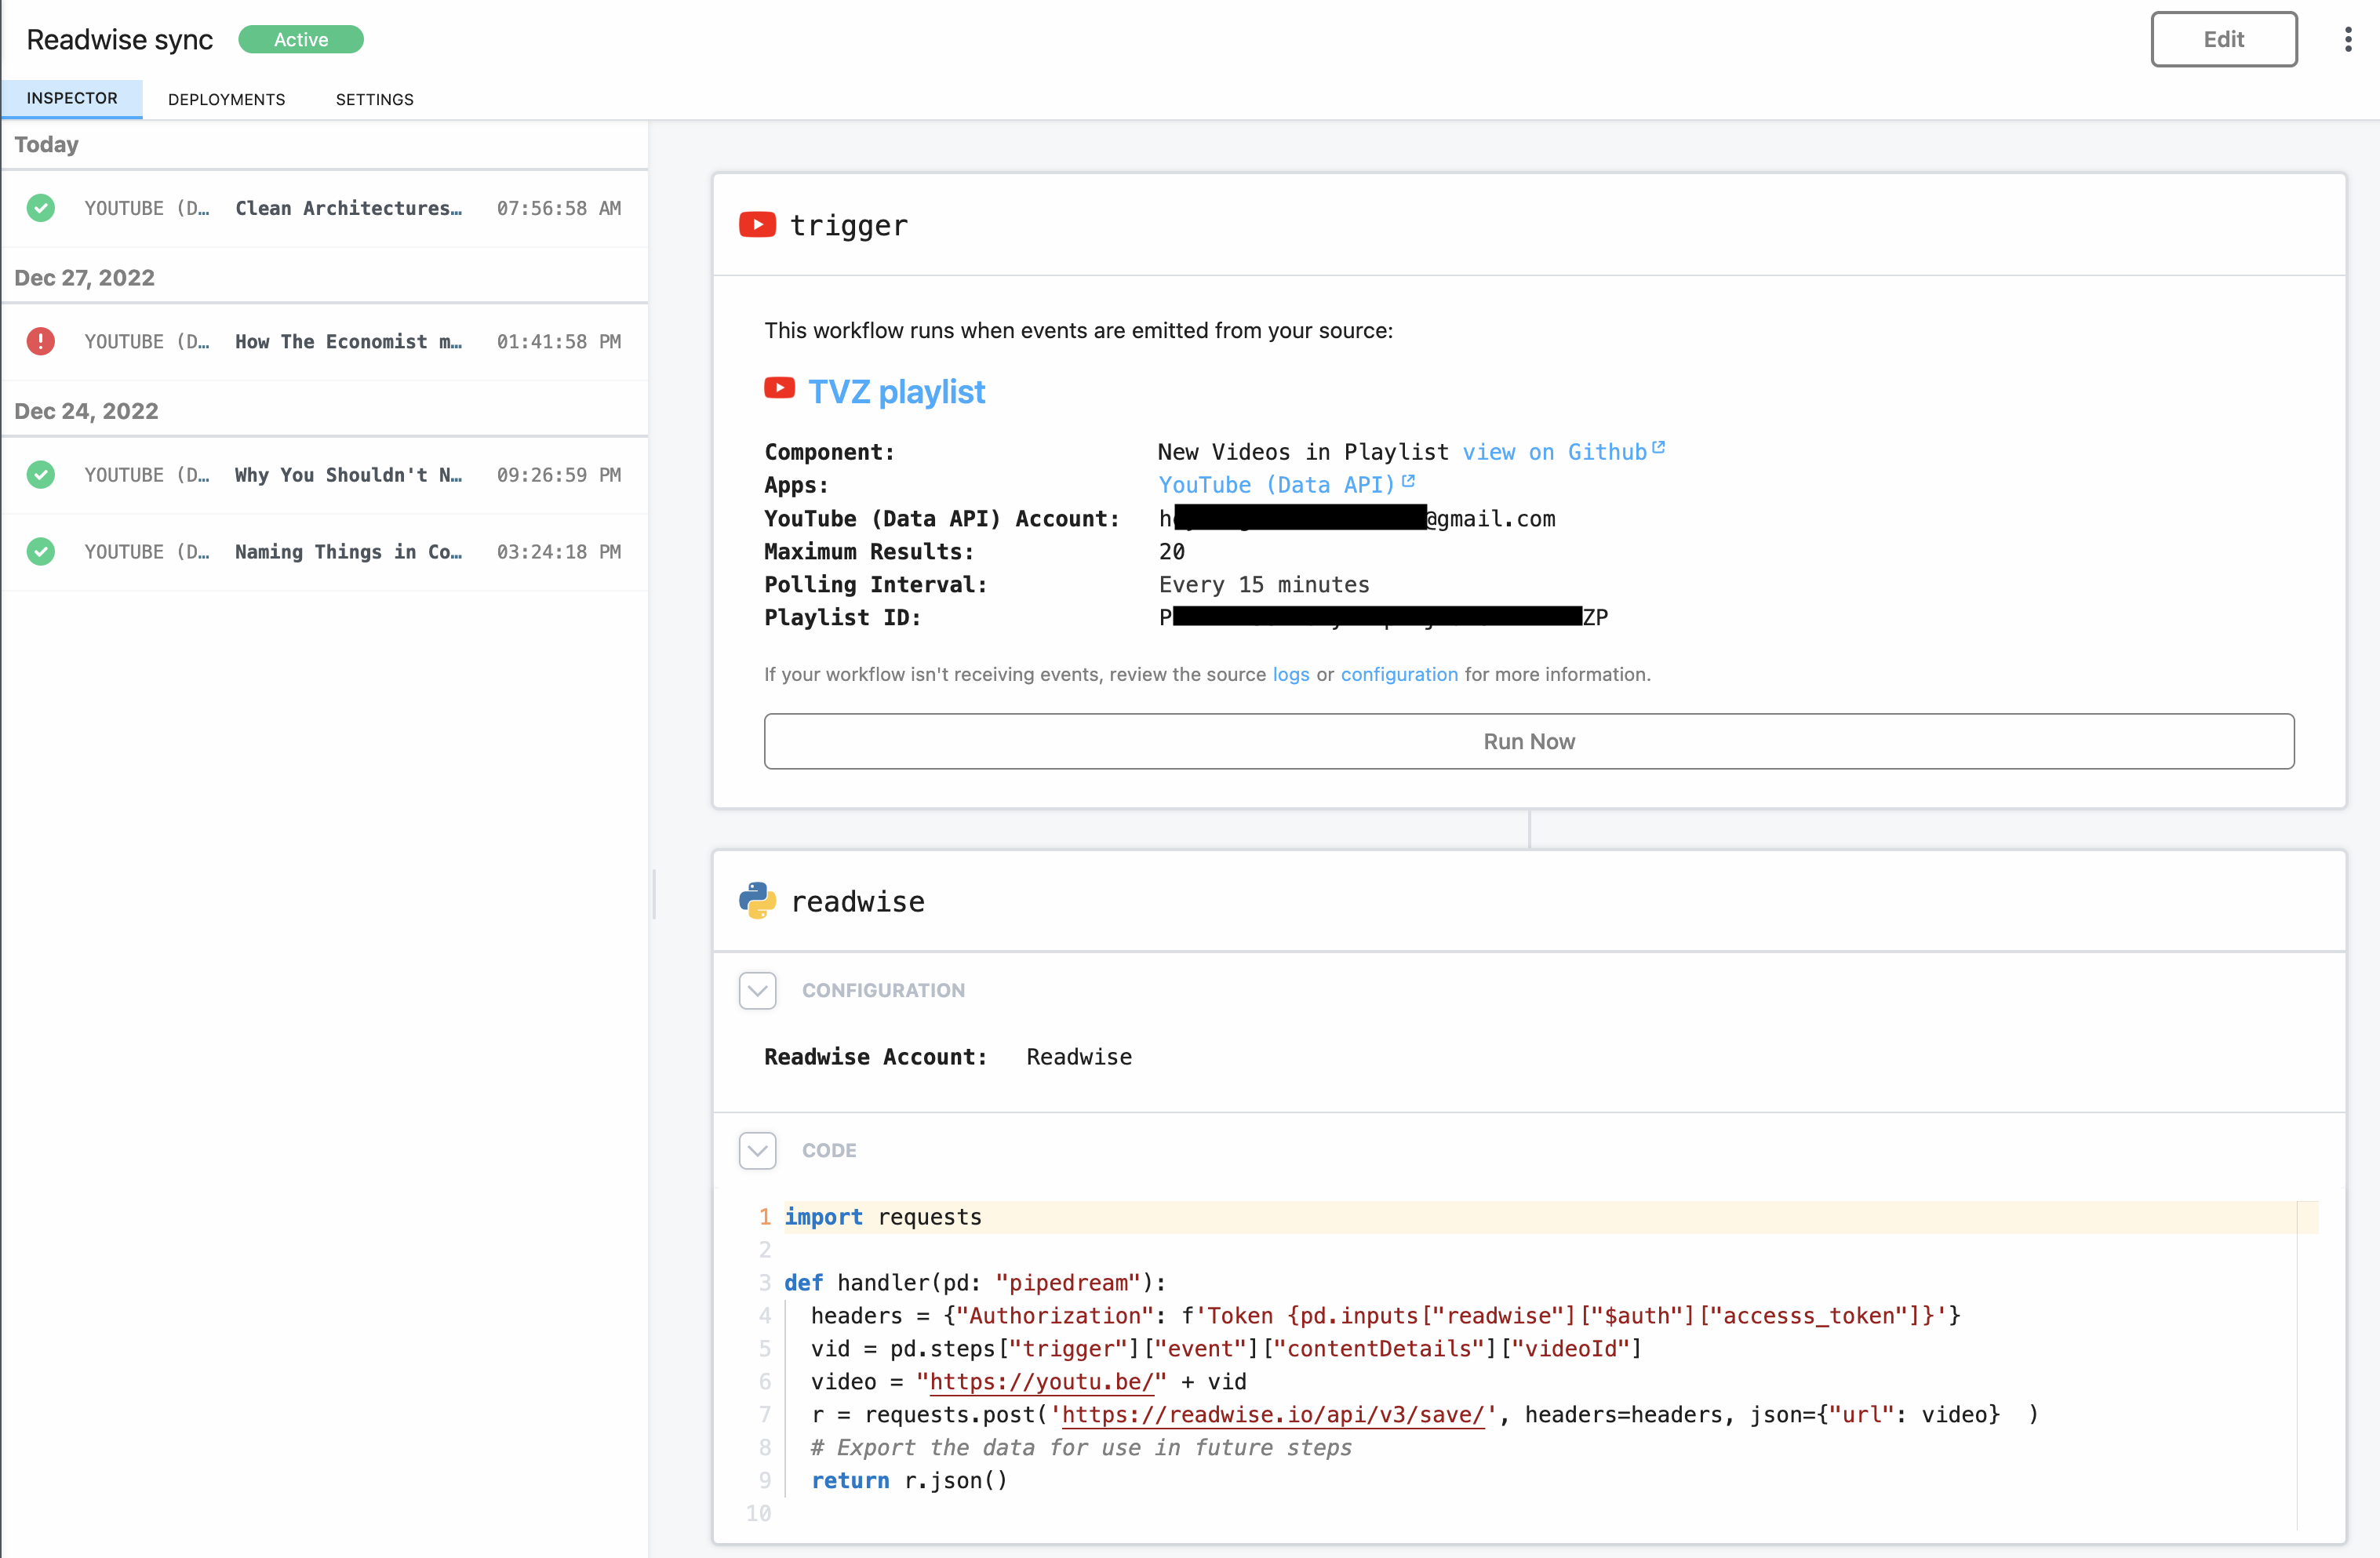 Readwise sync
Active
Edit
INSPECTOR
DEPLOYMENTS
SETTINGS
Today
YOUTUBE (D… Clean Architectures… 07:56:58 AM
Dec 27, 2022
YOUTUBE (D… How The Economist m… 01:41:58 PM
Dec 24, 2022
YOUTUBE (D… Why You Shouldn't N… 09:26:59 PM
YOUTUBE (D… Naming Things in Co… 03:24:18 PM
trigger
This workflow runs when events are emitted from your source:
TVZ playlist
Component: New Videos in Playlist view on Github
Apps: YouTube (Data API)
YouTube (Data API) Account: h @gmail.com
Maximum Results: 20
Polling Interval: Every 15 minutes
Playlist ID: P ZP
If your workflow isn't receiving events, review the source logs or configuration for more information.
Run Now
readwise
CONFIGURATION
Readwise Account: Readwise
CODE
1 import requests
2
3 def handler(pd: "pipedream"):
4 headers = {"Authorization": f'Token {pd.inputs["readwise"]["$auth"]["accesss_token"]}'}
5 vid = pd.steps["trigger"]["event"]["contentDetails"]["videoId"]
6 video = "https://youtu.be/" + vid
7 r = requests.post('https://readwise.io/api/v3/save/', headers=headers, json={"url": video}  )
8 # Export the data for use in future steps
9 return r.json()
10